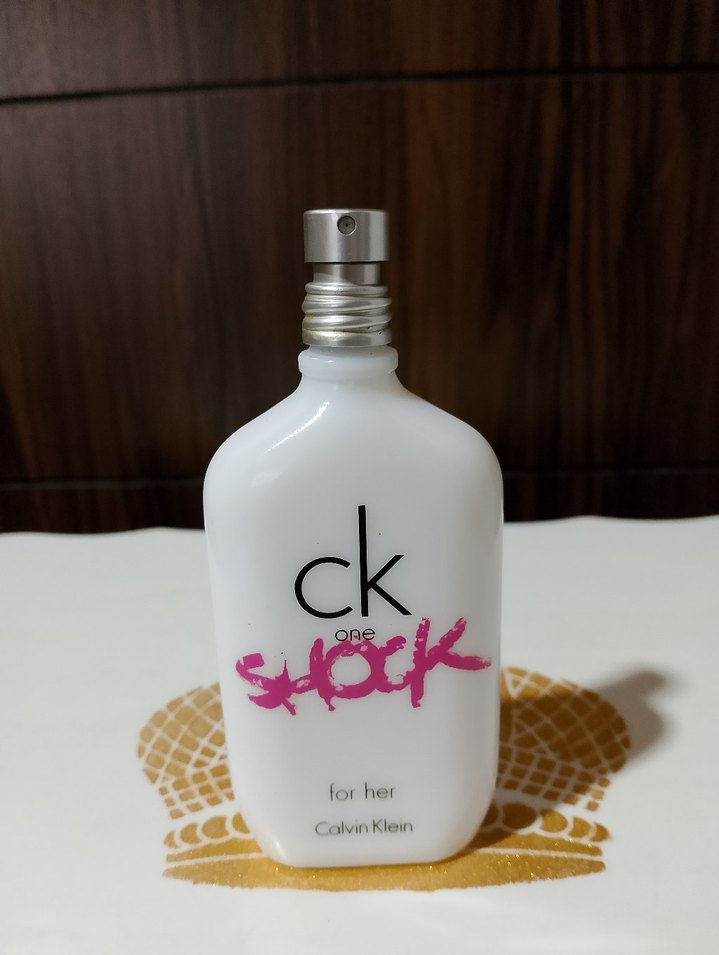 ck
one
SHOCK
for her
Calvin Klein